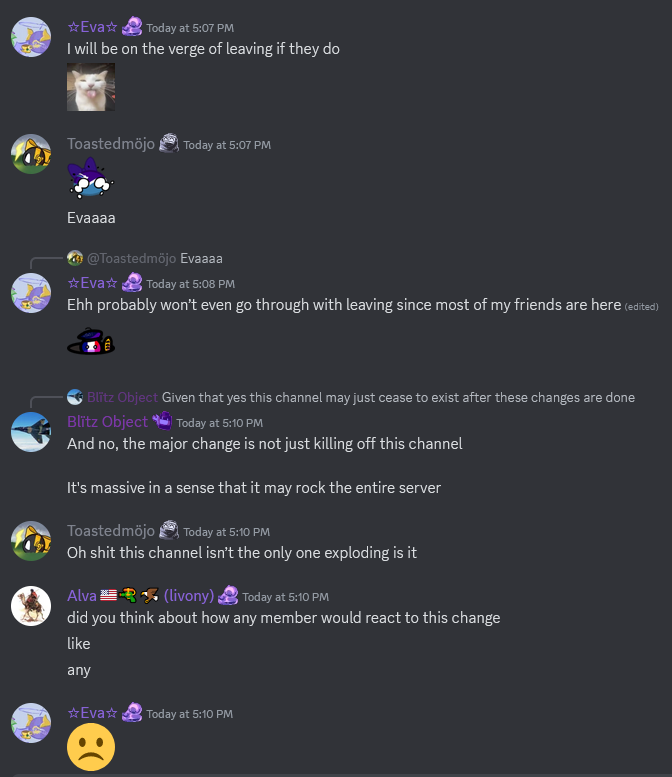 ☆Eva☆ Today at 5:07 PM
I will be on the verge of leaving if they do
Toastedmöjo Today at 5:07 PM
Evaaaa
@Toastedmöjo Evaaaa
☆Eva☆ Today at 5:08 PM
Ehh probably won't even go through with leaving since most of my friends are here (edited)
Blītz Object Given that yes this channel may just cease to exist after these changes are done
Blītz Object Today at 5:10 PM
And no, the major change is not just killing off this channel
It's massive in a sense that it may rock the entire server
Toastedmöjo Today at 5:10 PM
Oh shit this channel isn't the only one exploding is it
Alva (livony) Today at 5:10 PM
did you think about how any member would react to this change
like
any
☆Eva☆ Today at 5:10 PM